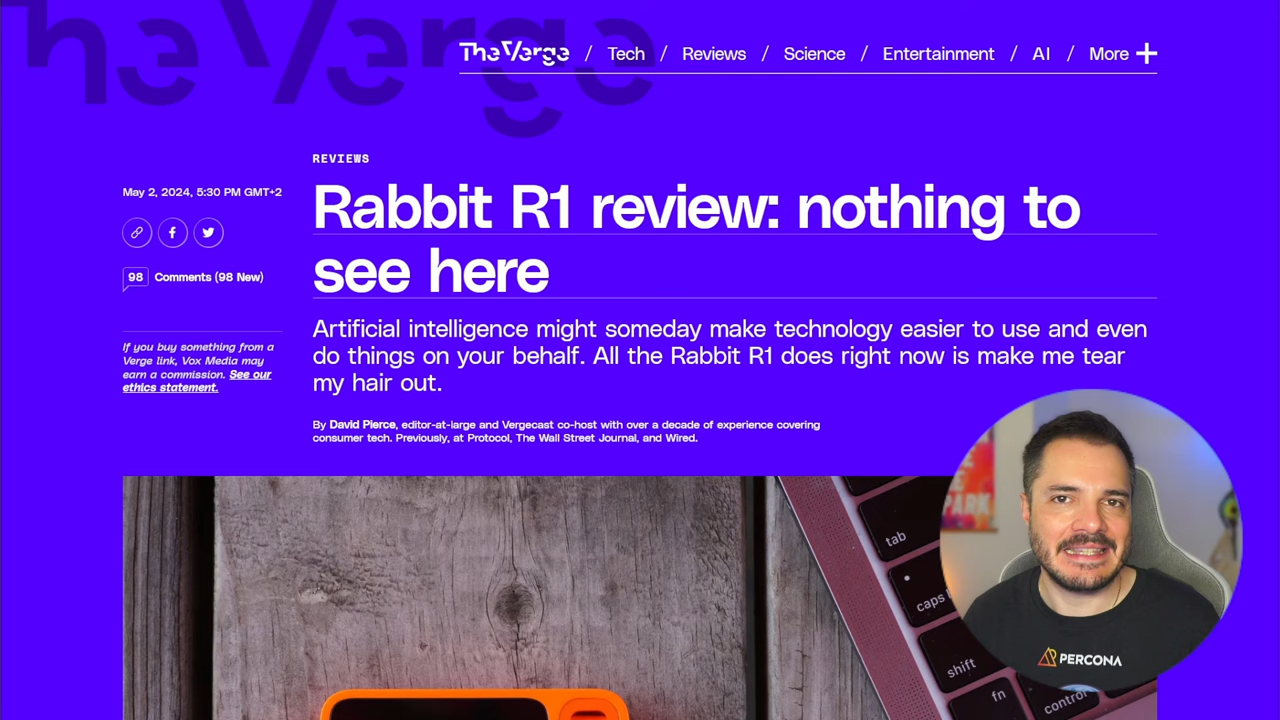 The Verge
The Verge / Tech / Reviews / Science / Entertainment / AI / More +
REVIEWS
May 2, 2024, 5:30 PM GMT+2
Rabbit R1 review: nothing to
see here
98 Comments (98 New)
Artificial intelligence might someday make technology easier to use and even
do things on your behalf. All the Rabbit R1 does right now is make me tear
my hair out.
If you buy something from a
Verge link, Vox Media may
earn a commission. See our
ethics statement.
By David Pierce, editor-at-large and Vergecast co-host with over a decade of experience covering
consumer tech. Previously, at Protocol, The Wall Street Journal, and Wired.
tab
caps
shift
fn
control
PARK
PERCONA